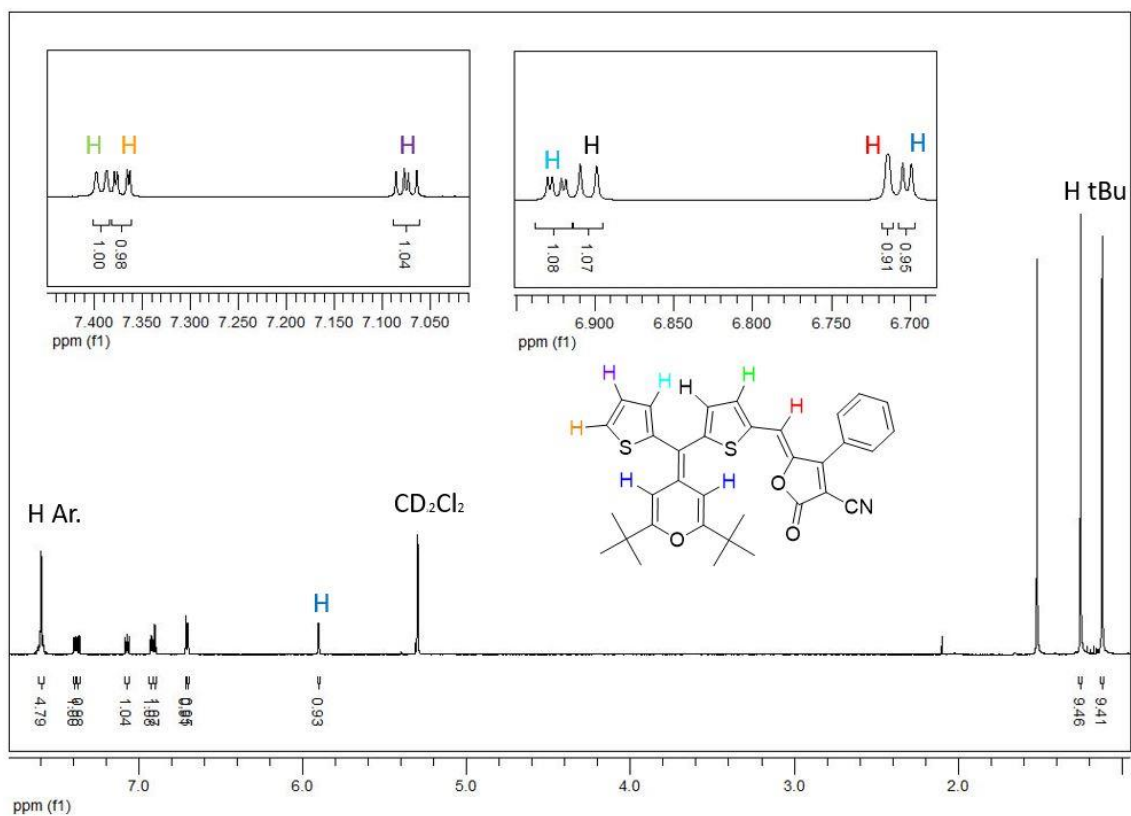 H H H
1.00 0.98 1.04
7.400 7.350 7.300 7.250 7.200 7.150 7.100 7.050
ppm (f1)
H H H H
1.08 1.07 0.91 0.95
6.900 6.850 6.800 6.750 6.700
ppm (f1)
H tBu
H H H H H
H S S
H H
O
O CN
O
H Ar.
CD2Cl2
H
4.79 1.04 0.93 9.46 9.41
7.0 6.0 5.0 4.0 3.0 2.0
ppm (f1)